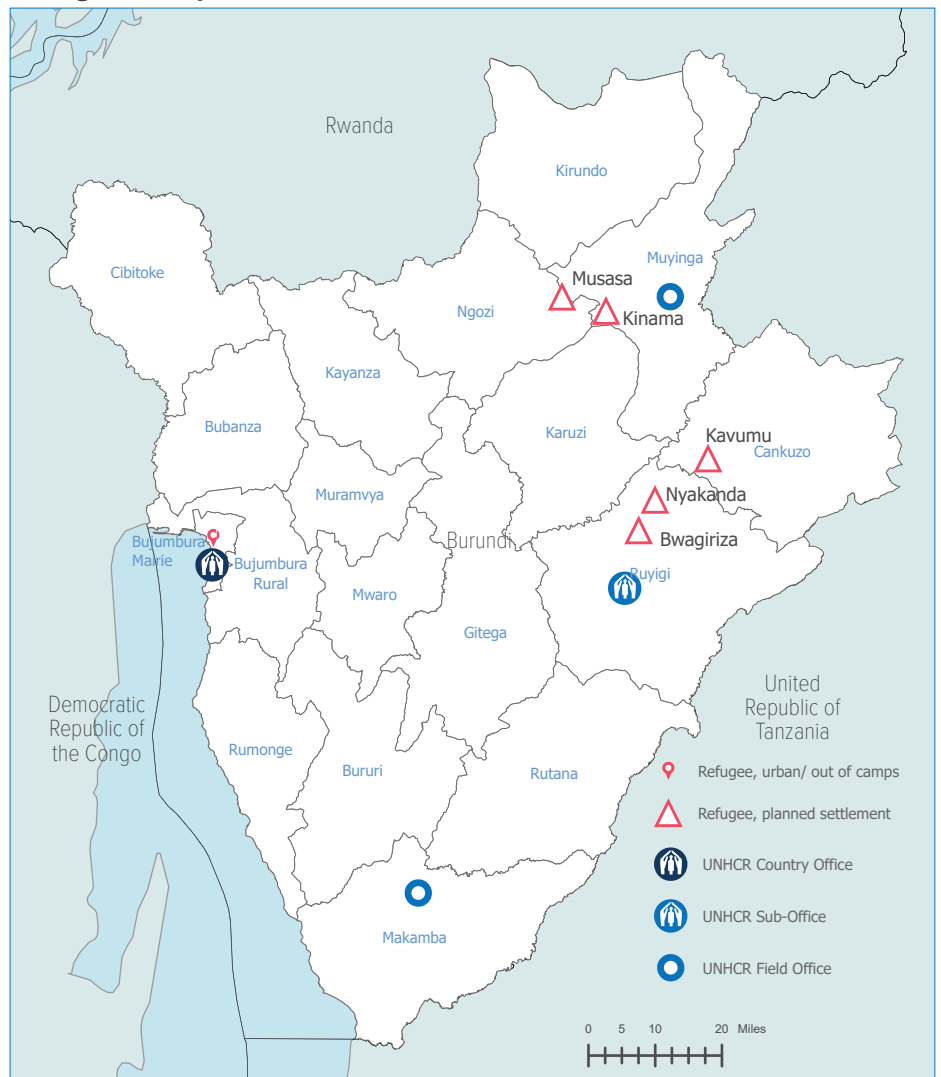 Rwanda
Kirundo
Cibitoke
Muyinga
Musasa
Ngozi
Kinama
Kayanza
Bubanza
Karuzi
Kavumu
Cankuzo
Muramvya
Nyakanda
Bujumbura
Mairie
Burundi
Bwagiriza
Bujumbura
Rural
Ruyigi
Mwaro
Gitega
Democratic
Republic of
the Congo
United
Republic of
Tanzania
Rumonge
Bururi
Rutana
Refugee, urban/ out of camps
Refugee, planned settlement
UNHCR Country Office
UNHCR Sub-Office
Makamba
UNHCR Field Office
0 5 10 20 Miles